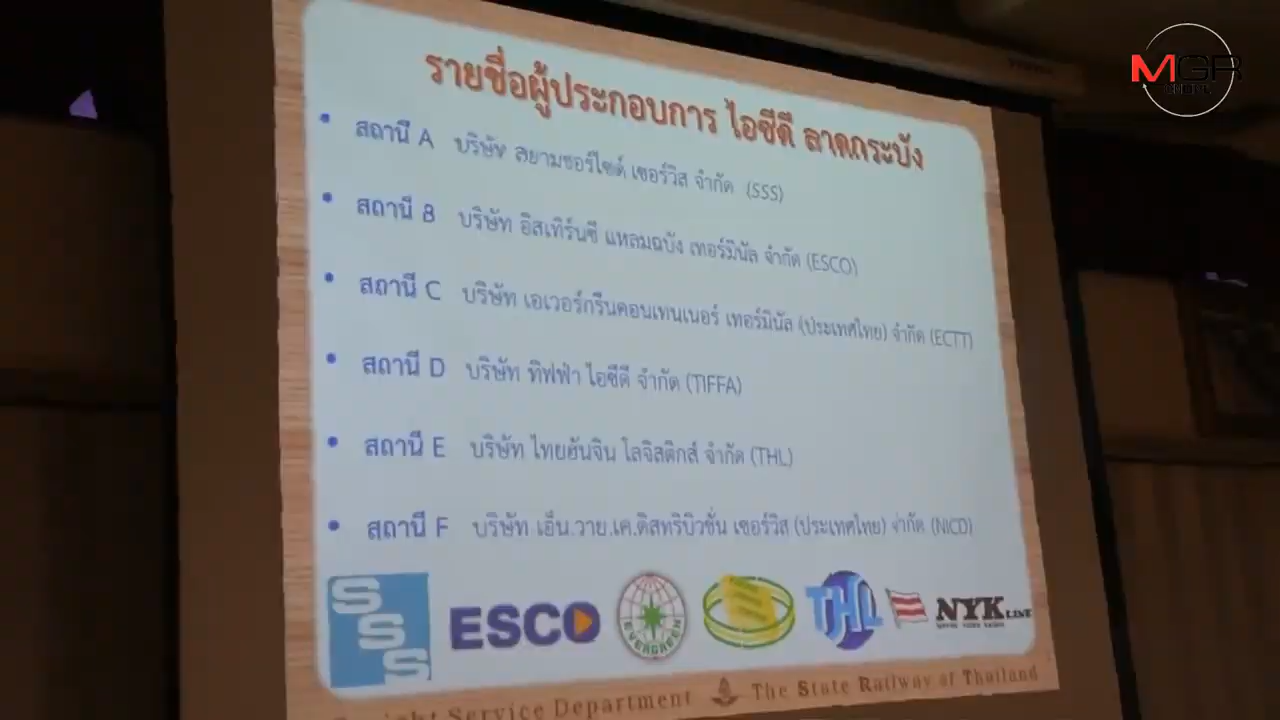 MGR
รายชื่อผู้ประกอบการ ไอซีดี ลาดกระบัง
• สถานี A บริษัท สยามชอร์ไซด์ เซอร์วิส จำกัด (SSS)
• สถานี B บริษัท อิสเทิร์นซี แหลมฉบัง เทอร์มินัล จำกัด (ESCO)
• สถานี C บริษัท เอเวอร์กรีนคอนเทนเนอร์ เทอร์มินัล (ประเทศไทย) จำกัด (ECTT)
• สถานี D บริษัท ทิฟฟ่า ไอซีดี จำกัด (TIFFA)
• สถานี E บริษัท ไทยฮันจิน โลจิสติกส์ จำกัด (THL)
• สถานี F บริษัท เอ็น.วาย.เค.ดิสทริบิวชั่น เซอร์วิส (ประเทศไทย) จำกัด (NICD)
SSS ESCO EVERGREEN THL NYK LINE
Service Department The State Railway of Thailand